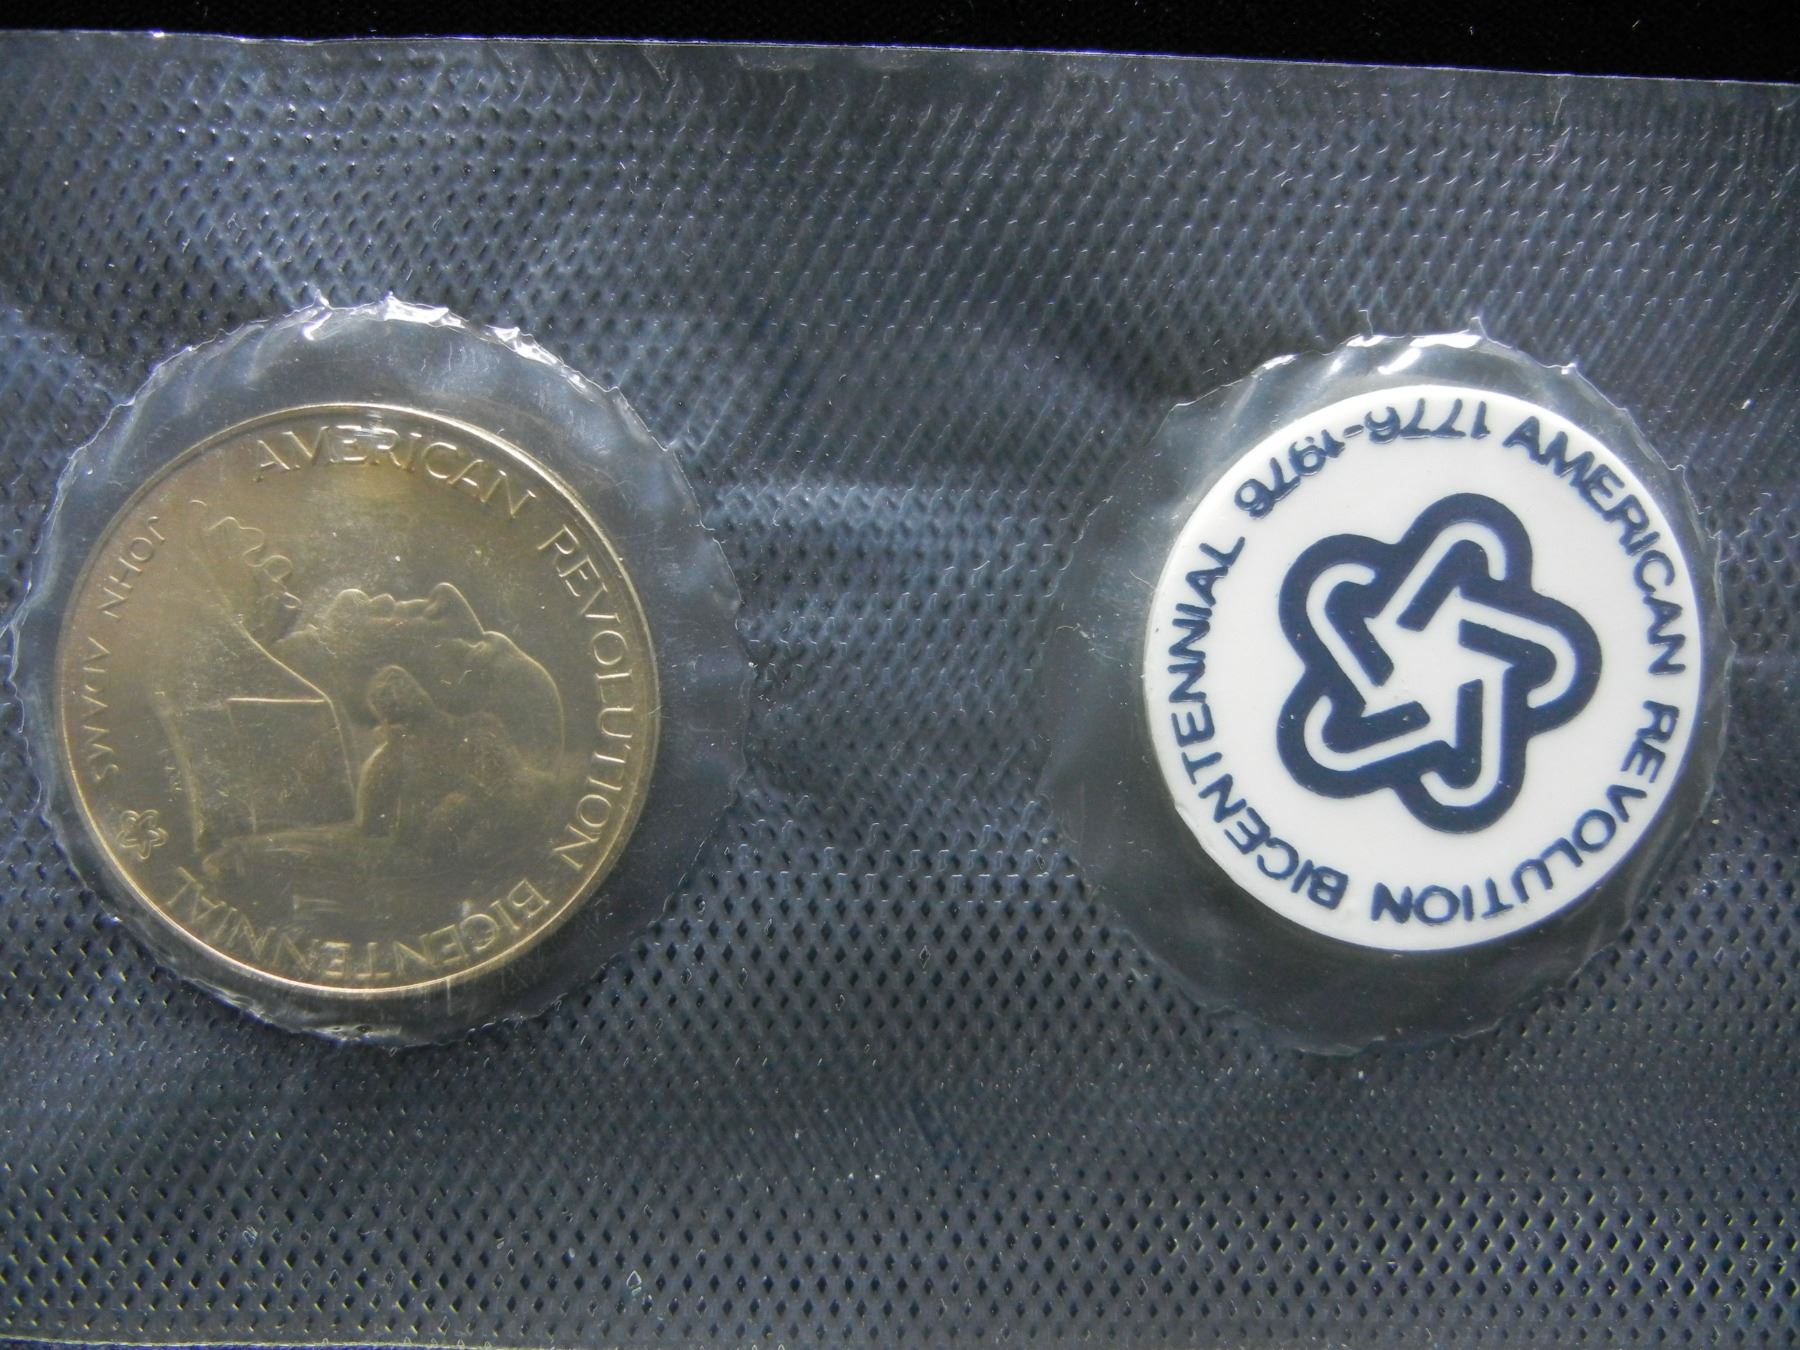 AMERICAN REVOLUTION BICENTENNIAL
JOHN ADAMS
AMERICAN REVOLUTION BICENTENNIAL 1776-1976